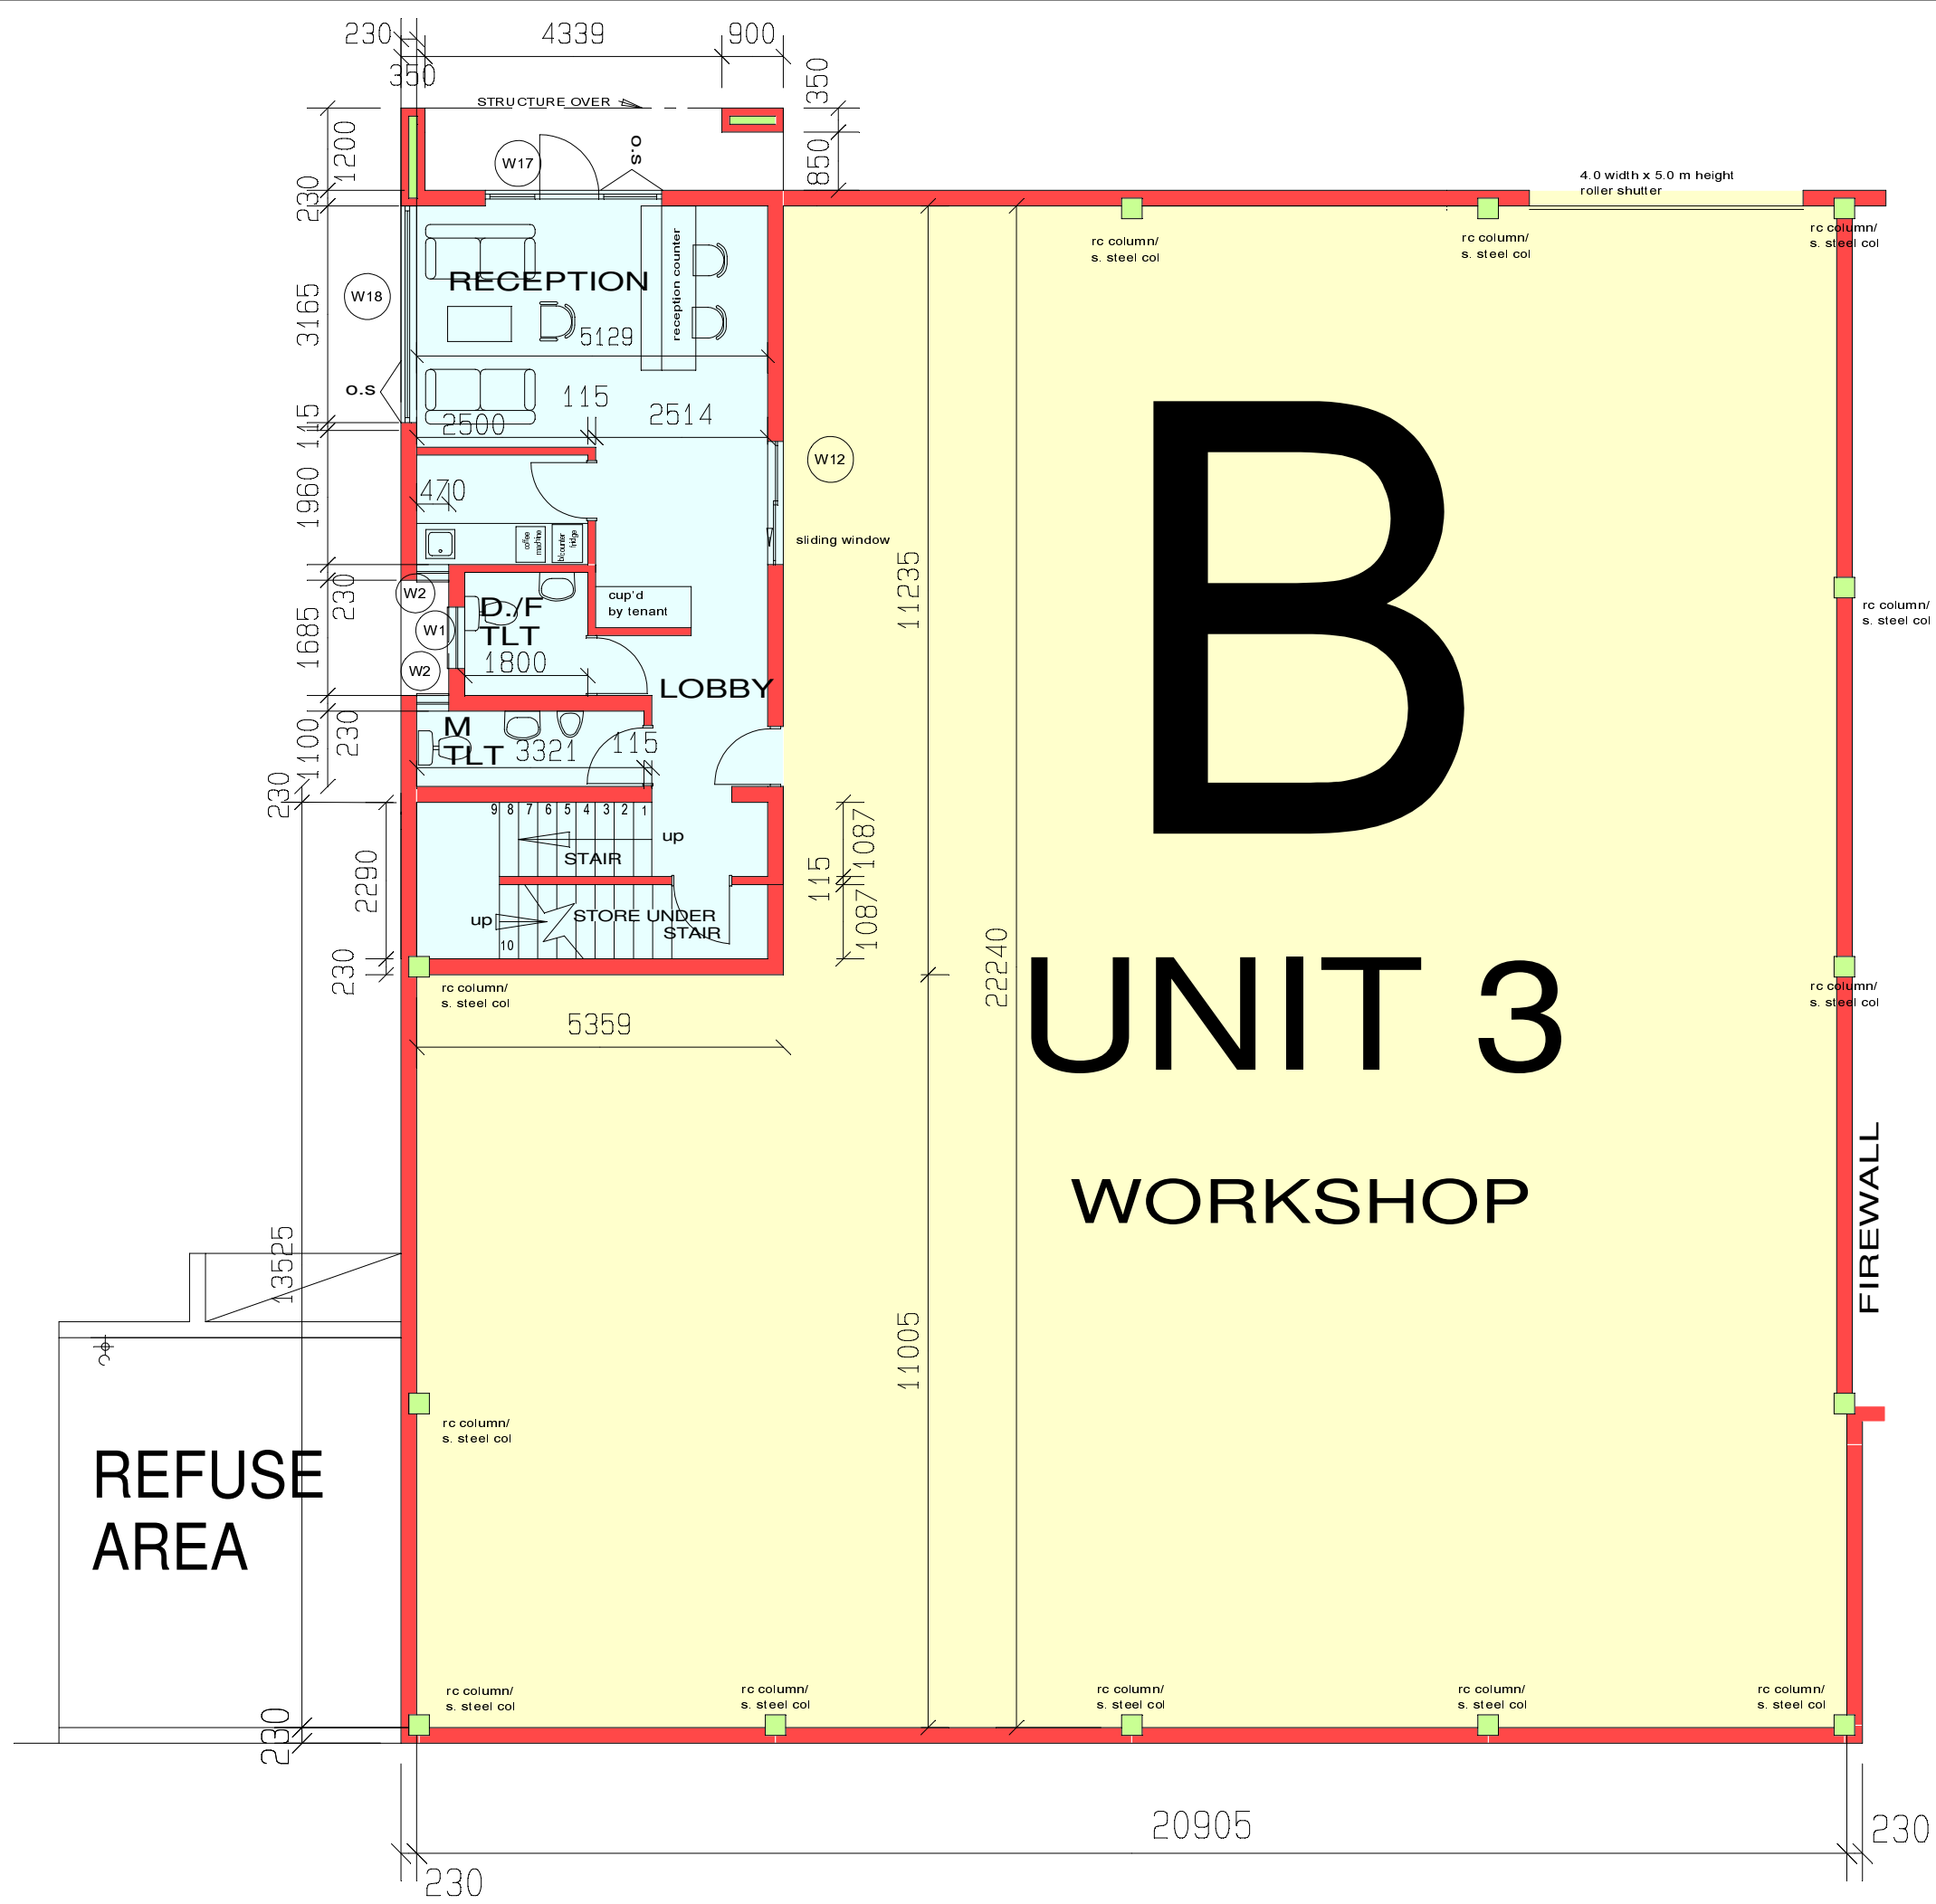 230
4339
900
350
350
STRUCTURE OVER
1200
W17
O.S
850
4.0 width x 5.0 m height
roller shutter
230
rc column/
s. steel col
rc column/
s. steel col
rc column/
s. steel col
RECEPTION
reception counter
W18
3165
5129
O.S
115
2500
115
2514
W12
470
1960
coffee
machine
fridge
sliding window
11235
W2
230
cup'd
by tenant
rc column/
s. steel col
D./F
TLT
W1
1685
1800
W2
LOBBY
B
M
TLT
3321
115
1100
230
230
9 8 7 6 5 4 3 2 1
up
STAIR
1087
115
2290
up
STORE UNDER
STAIR
10
1087
230
22240
UNIT 3
rc column/
s. steel col
rc column/
s. steel col
5359
WORKSHOP
FIREWALL
13525
11005
rc column/
s. steel col
REFUSE
AREA
rc column/
s. steel col
rc column/
s. steel col
rc column/
s. steel col
rc column/
s. steel col
rc column/
s. steel col
230
20905
230
230